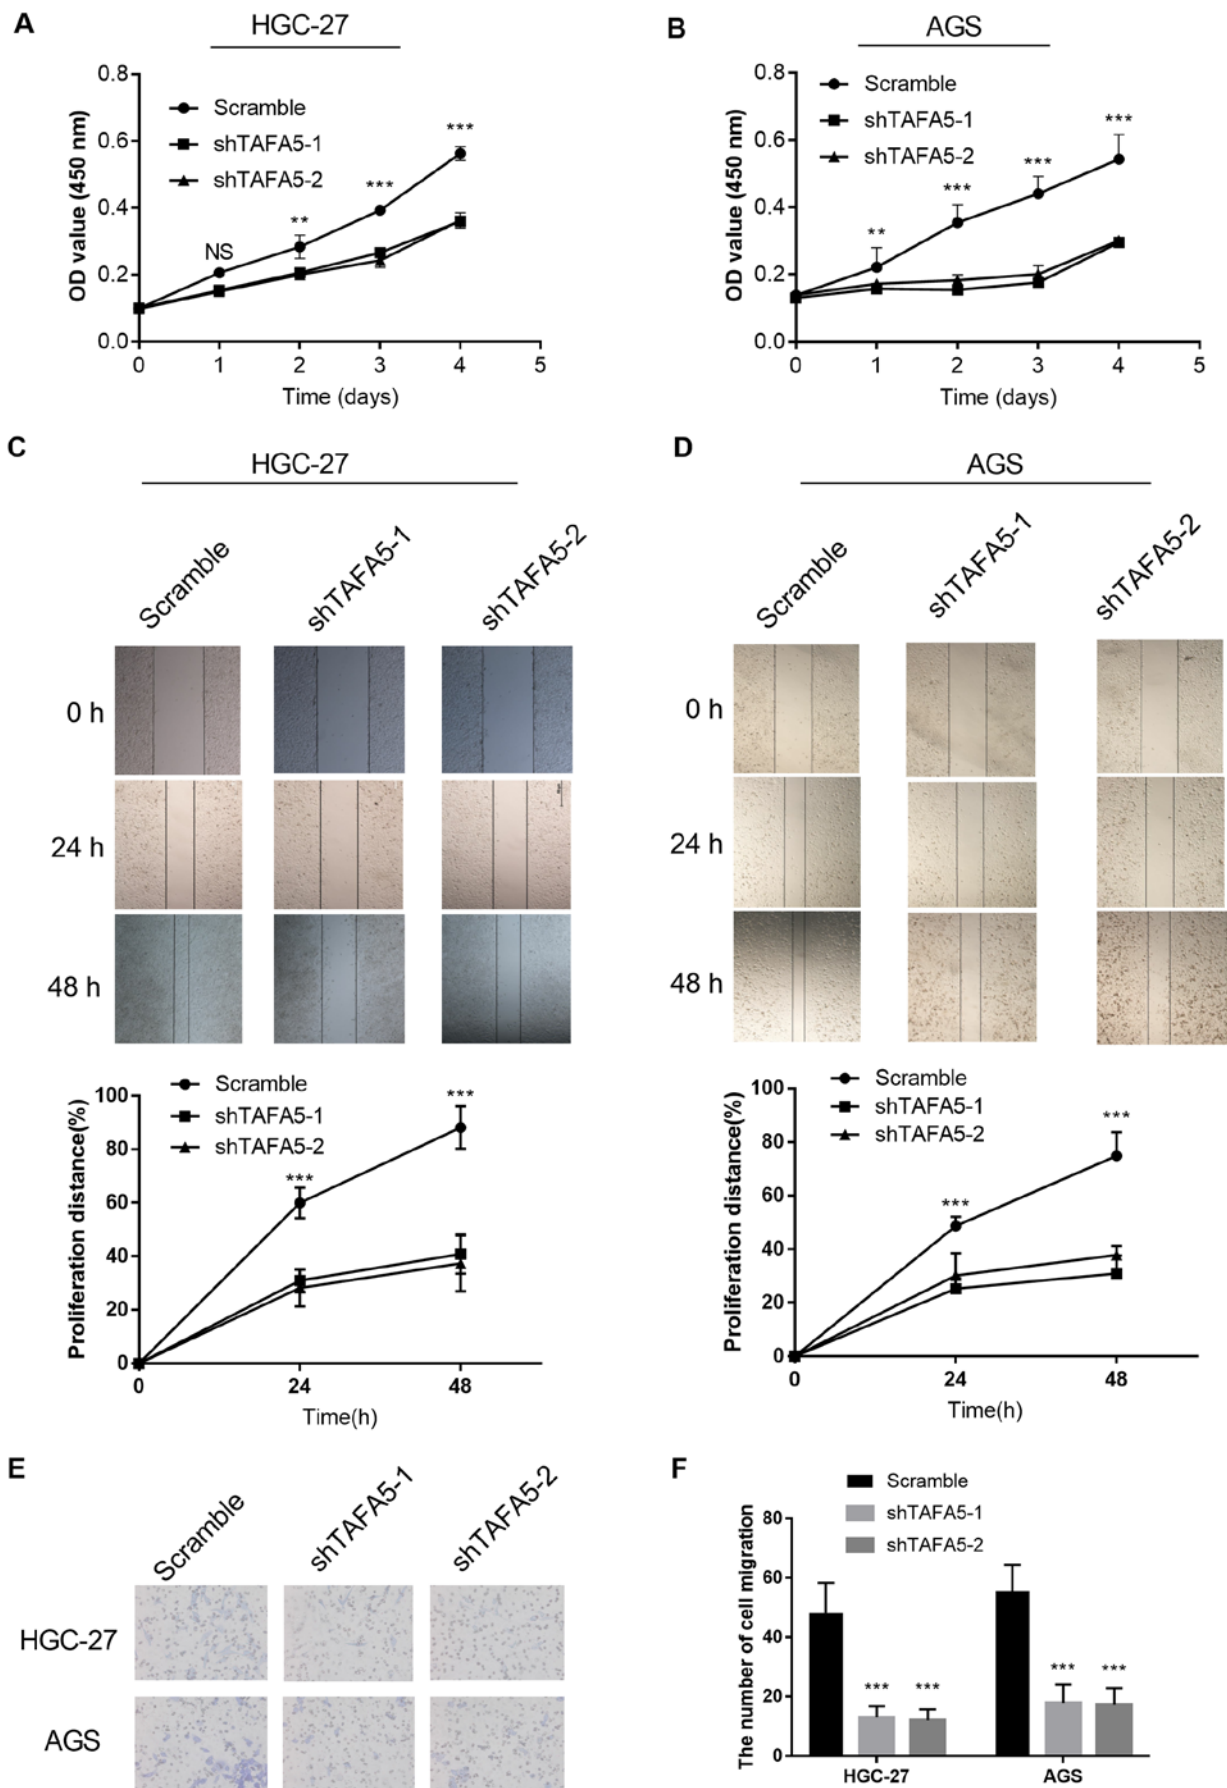 A
HGC-27
0.8
0.6
0.4
0.2
0.0
OD value (450 nm)
Scramble
shTAFA5-1
shTAFA5-2
NS
**
***
***
0
1
2
3
4
5
Time (days)
B
AGS
0.8
0.6
0.4
0.2
0.0
OD value (450 nm)
Scramble
shTAFA5-1
shTAFA5-2
**
***
***
***
0
1
2
3
4
5
Time (days)
C
HGC-27
Scramble
shTAFA5-1
shTAFA5-2
0 h
24 h
48 h
100
80
60
40
20
0
Proliferation distance(%)
Scramble
shTAFA5-1
shTAFA5-2
***
***
0
24
48
Time(h)
D
AGS
Scramble
shTAFA5-1
shTAFA5-2
0 h
24 h
48 h
100
80
60
40
20
0
Proliferation distance(%)
Scramble
shTAFA5-1
shTAFA5-2
***
***
0
24
48
Time(h)
E
Scramble
shTAFA5-1
shTAFA5-2
HGC-27
AGS
F
Scramble
shTAFA5-1
shTAFA5-2
80
60
40
20
0
The number of cell migration
***
***
***
***
HGC-27
AGS